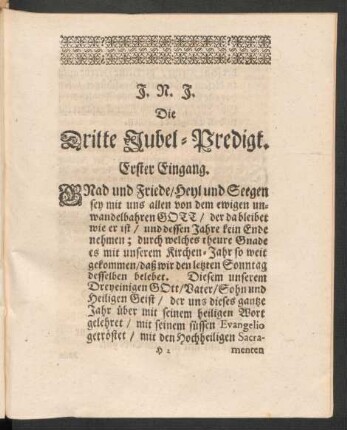 J. N. J.
Die
Dritte Jubel-Predigt.
Erster Eingang.
GNad und Friede/Heyl und Seegen
sey mit uns allen von dem ewigen un-
wandelbahren GOTT/ der da bleibet
wie er ist/ und dessen Jahre kein Ende
nehmen; durch welches theure Gnade
es mit unserem Kirchen-Jahr so weit
gekommen/ daß wir den letzten Sonntag
desselben belebet. Diesem unserem
Dreyeinigen GOtt/Vater/Sohn und
Heiligen Geist/ der uns dieses gantze
Jahr über mit seinem heiligen Wort
gelehret/ mit seinem süssen Evangelio
getröstet/ mit den Hochheiligen Sacra-
H 2 menten